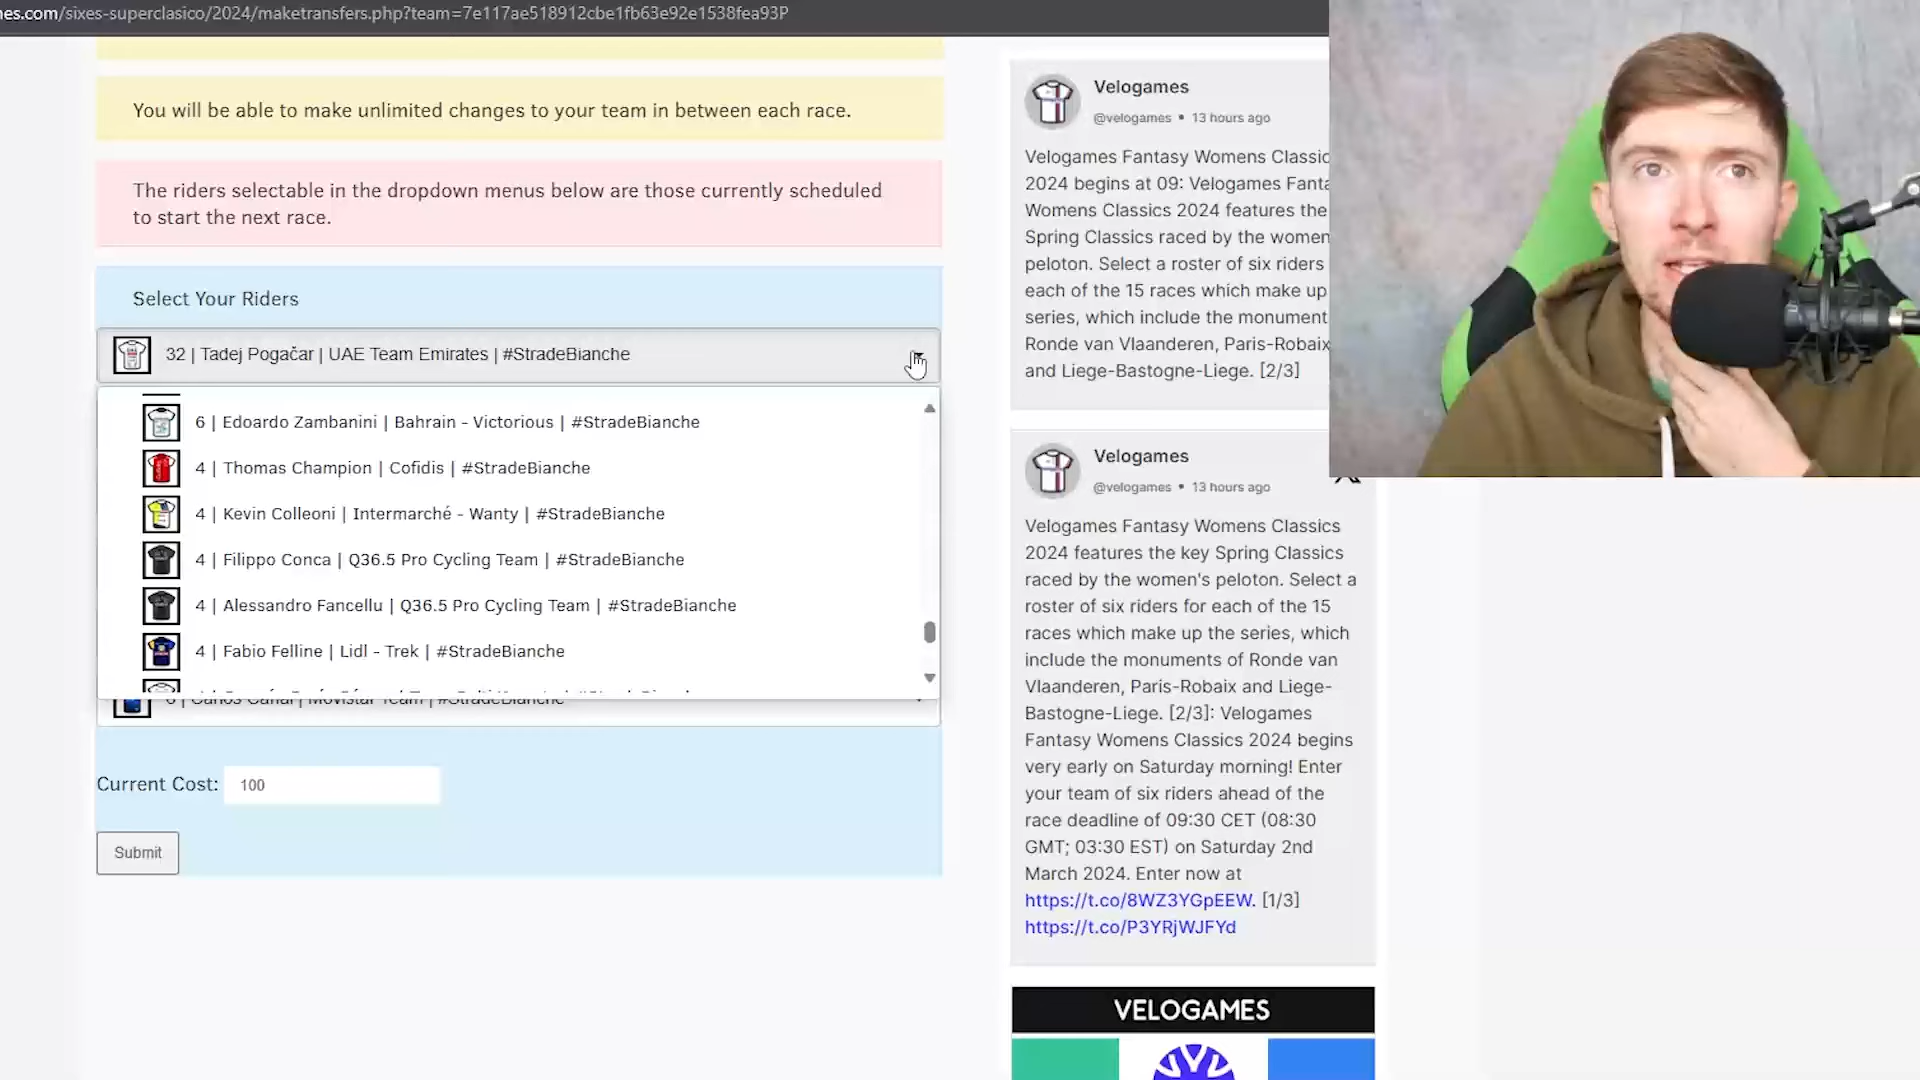 nes.com/sixes-superclasico/2024/maketransfers.php?team=7e117ae518912cbe1fb63e92e1538fea93P
You will be able to make unlimited changes to your team in between each race.
The riders selectable in the dropdown menus below are those currently scheduled
to start the next race.
Select Your Riders
32 | Tadej Pogačar | UAE Team Emirates | #StradeBianche
6 | Edoardo Zambanini | Bahrain - Victorious | #StradeBianche
4 | Thomas Champion | Cofidis | #StradeBianche
4 | Kevin Colleoni | Intermarché - Wanty | #StradeBianche
4 | Filippo Conca | Q36.5 Pro Cycling Team | #StradeBianche
4 | Alessandro Fancellu | Q36.5 Pro Cycling Team | #StradeBianche
4 | Fabio Felline | Lidl - Trek | #StradeBianche
6 | Carlos Canal | Movistar Team | #StradeBianche
Current Cost: 100
Submit
Velogames
@velogames • 13 hours ago
Velogames Fantasy Womens Classic
2024 begins at 09: Velogames Fanta
Womens Classics 2024 features the
Spring Classics raced by the women
peloton. Select a roster of six riders
each of the 15 races which make up
series, which include the monument
Ronde van Vlaanderen, Paris-Robaix
and Liege-Bastogne-Liege. [2/3]
Velogames
@velogames • 13 hours ago
Velogames Fantasy Womens Classics
2024 features the key Spring Classics
raced by the women's peloton. Select a
roster of six riders for each of the 15
races which make up the series, which
include the monuments of Ronde van
Vlaanderen, Paris-Robaix and Liege-
Bastogne-Liege. [2/3]: Velogames
Fantasy Womens Classics 2024 begins
very early on Saturday morning! Enter
your team of six riders ahead of the
race deadline of 09:30 CET (08:30
GMT; 03:30 EST) on Saturday 2nd
March 2024. Enter now at
https://t.co/8WZ3YGpEEW. [1/3]
https://t.co/P3YRjWJFYd
VELOGAMES